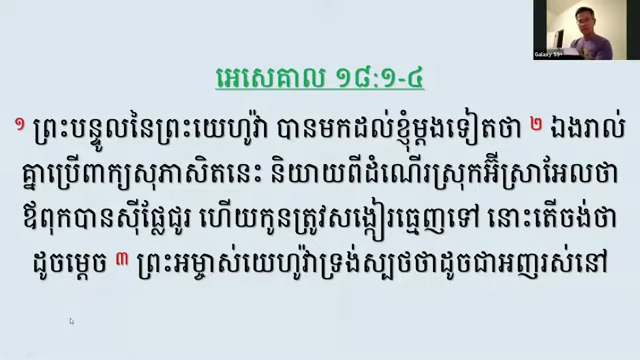 អេសេគាល ១៨:១-៤
១ ព្រះបន្ទូលនៃព្រះយេហូវ៉ា បានមកដល់ខ្ញុំម្តងទៀតថា ២ ឯងរាល់
គ្នាប្រើពាក្យសុភាសិតនេះ និយាយពីដំណើរស្រុកអ៊ីស្រាអែលថា
ឪពុកបានស៊ីផ្លែជូរ ហើយកូនត្រូវសង្កៀរធ្មេញទៅ នោះតើចង់ថា
ដូចម្តេច ៣ ព្រះអម្ចាស់យេហូវ៉ាទ្រង់ស្បថថាដូចជាអញរស់នៅ